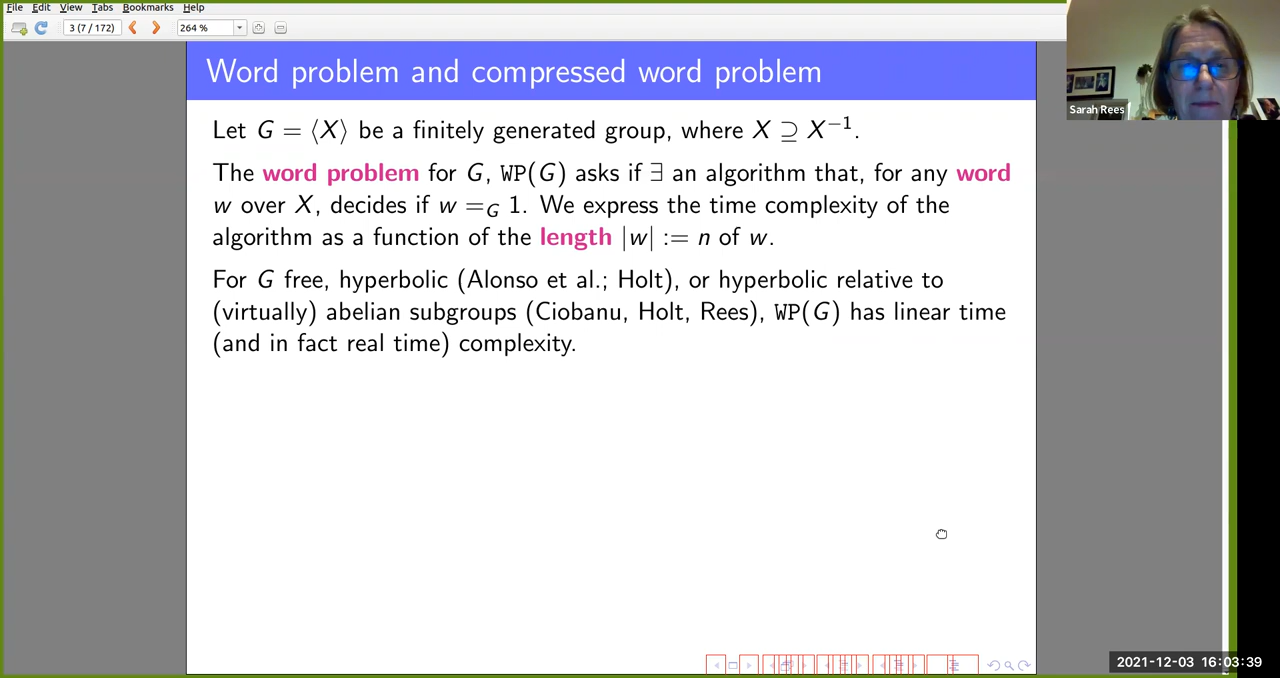 File Edit View Tabs Bookmarks Help
3 (7 / 172) 264 %
Sarah Rees
Word problem and compressed word problem
Let G = ⟨X⟩ be a finitely generated group, where X ⊇ X⁻¹.
The word problem for G, WP(G) asks if ∃ an algorithm that, for any word
w over X, decides if w =_G 1. We express the time complexity of the
algorithm as a function of the length |w| := n of w.
For G free, hyperbolic (Alonso et al.; Holt), or hyperbolic relative to
(virtually) abelian subgroups (Ciobanu, Holt, Rees), WP(G) has linear time
(and in fact real time) complexity.
2021-12-03 16:03:39